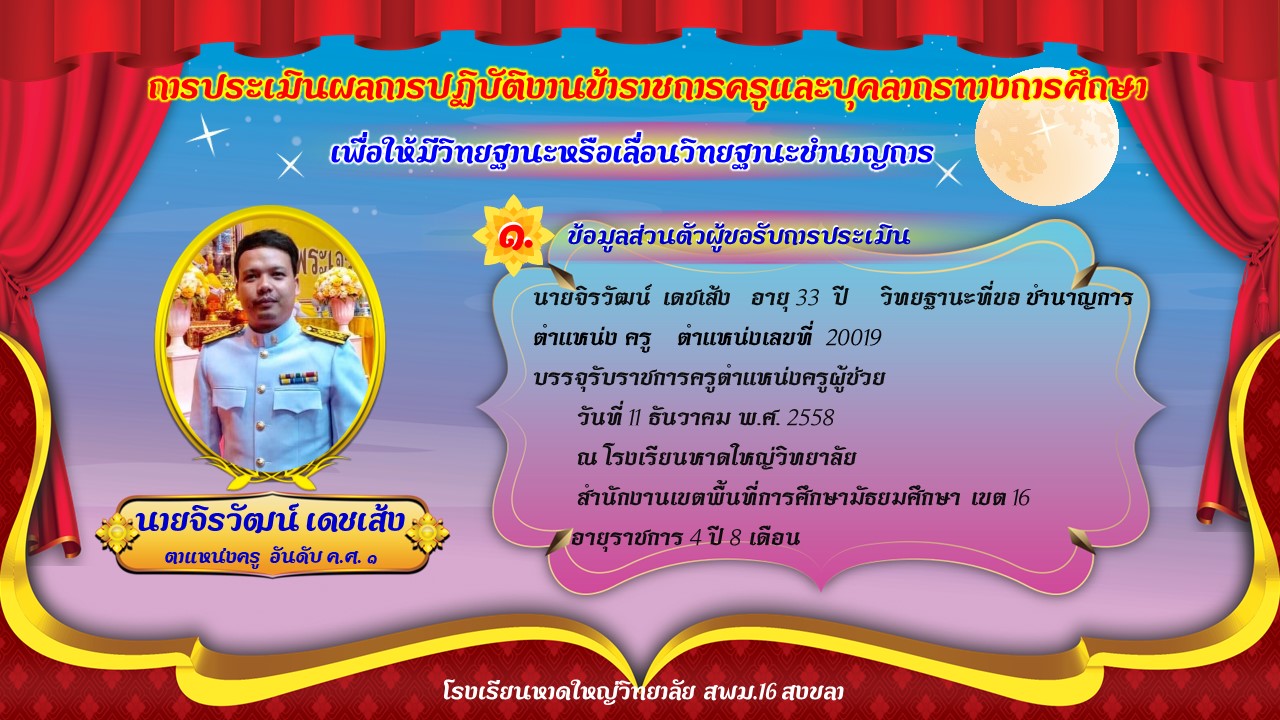 การประเมินผลการปฏิบัติงานข้าราชการครูและบุคลากรทางการศึกษา
เพื่อให้มีวิทยฐานะหรือเลื่อนวิทยฐานะชำนาญการ
๑. ข้อมูลส่วนตัวผู้ขอรับการประเมิน
นายจิรวัฒน์ เดชเส้ง อายุ 33 ปี วิทยฐานะที่ขอ ชำนาญการ
ตำแหน่ง ครู ตำแหน่งเลขที่ 20019
บรรจุรับราชการครูตำแหน่งครูผู้ช่วย
วันที่ 11 ธันวาคม พ.ศ. 2558
ณ โรงเรียนหาดใหญ่วิทยาลัย
สำนักงานเขตพื้นที่การศึกษามัธยมศึกษา เขต 16
อายุราชการ 4 ปี 8 เดือน
นายจิรวัฒน์ เดชเส้ง
ตาแหน่งครู อันดับ ค.ศ. ๑
โรงเรียนหาดใหญ่วิทยาลัย สพม.16 สงขลา